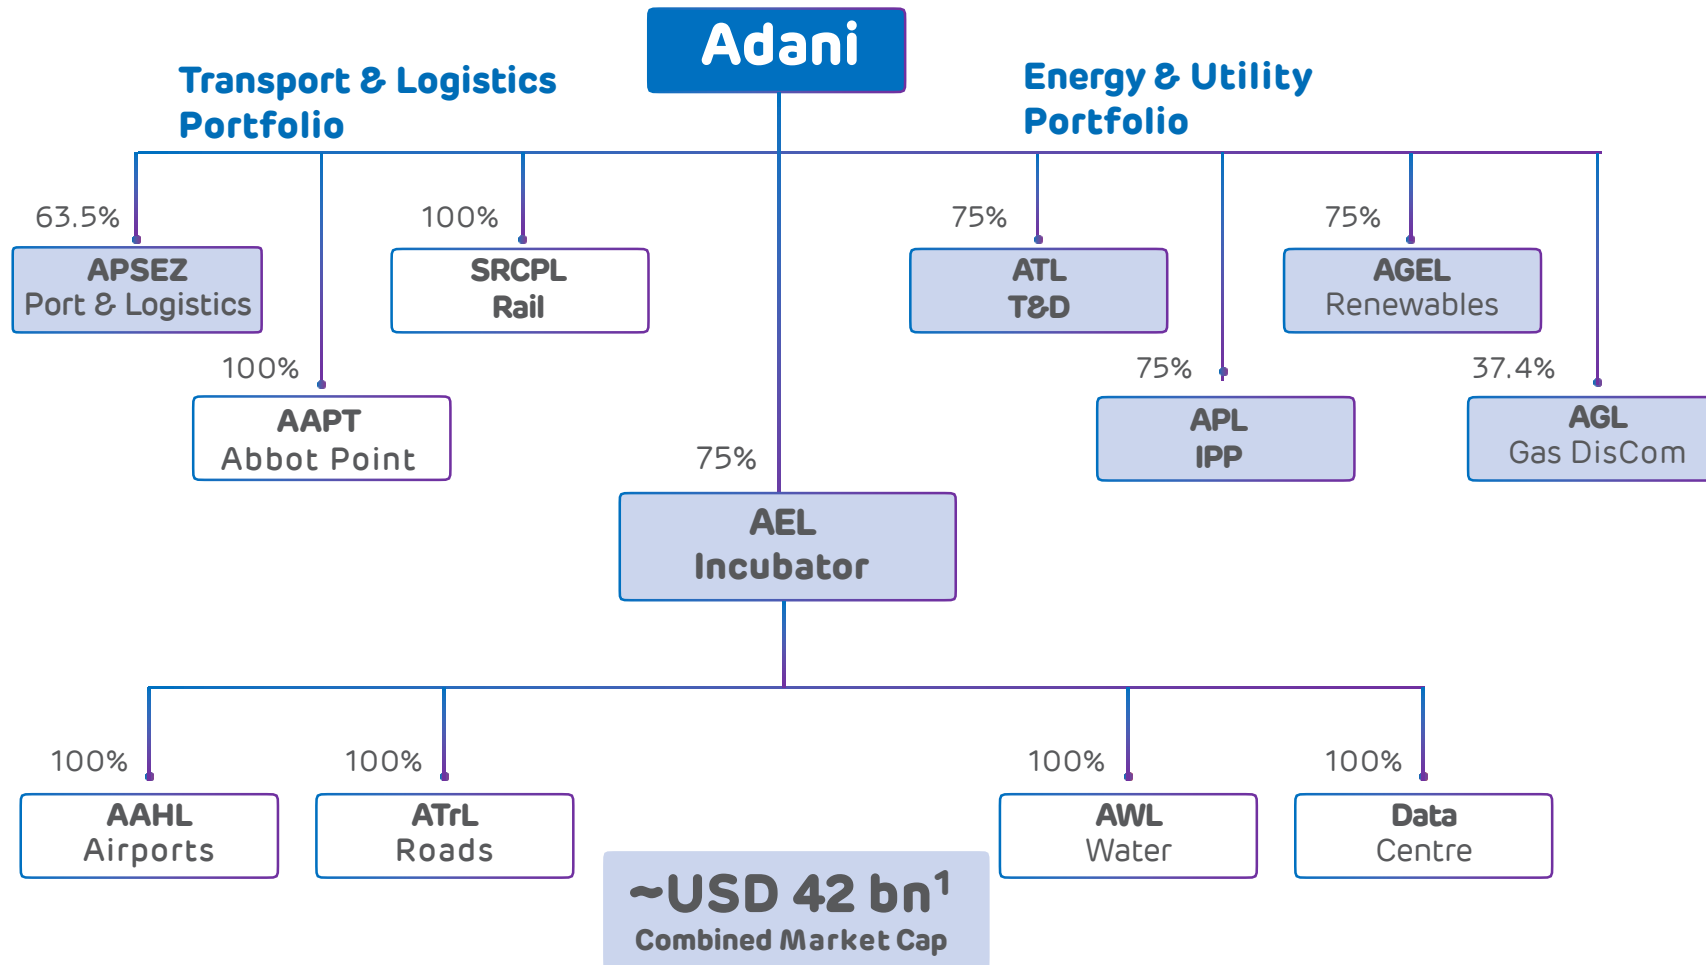 Adani
Transport & Logistics
Portfolio
Energy & Utility
Portfolio
63.5%
APSEZ
Port & Logistics
100%
SRCPL
Rail
75%
ATL
T&D
75%
AGEL
Renewables
100%
AAPT
Abbot Point
75%
APL
IPP
37.4%
AGL
Gas DisCom
75%
AEL
Incubator
100%
AAHL
Airports
100%
ATrL
Roads
100%
AWL
Water
100%
Data
Centre
~USD 42 bn¹
Combined Market Cap